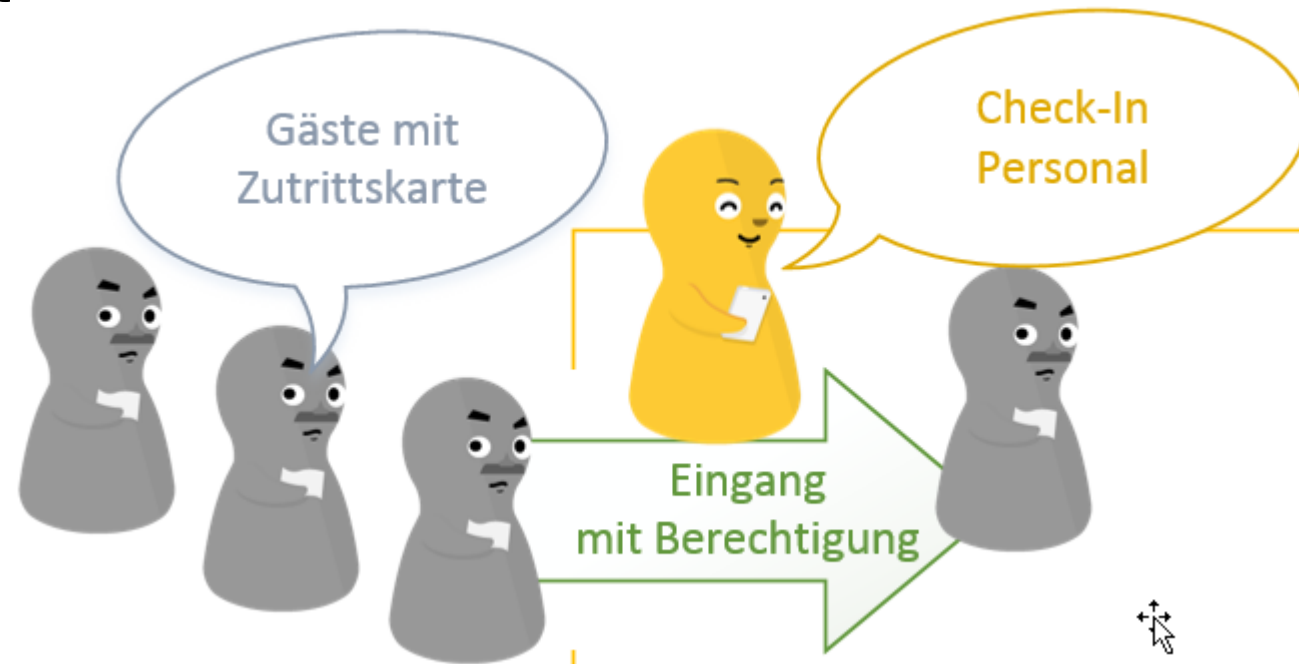 Gäste mit
Zutrittskarte
Check-In
Personal
Eingang
mit Berechtigung